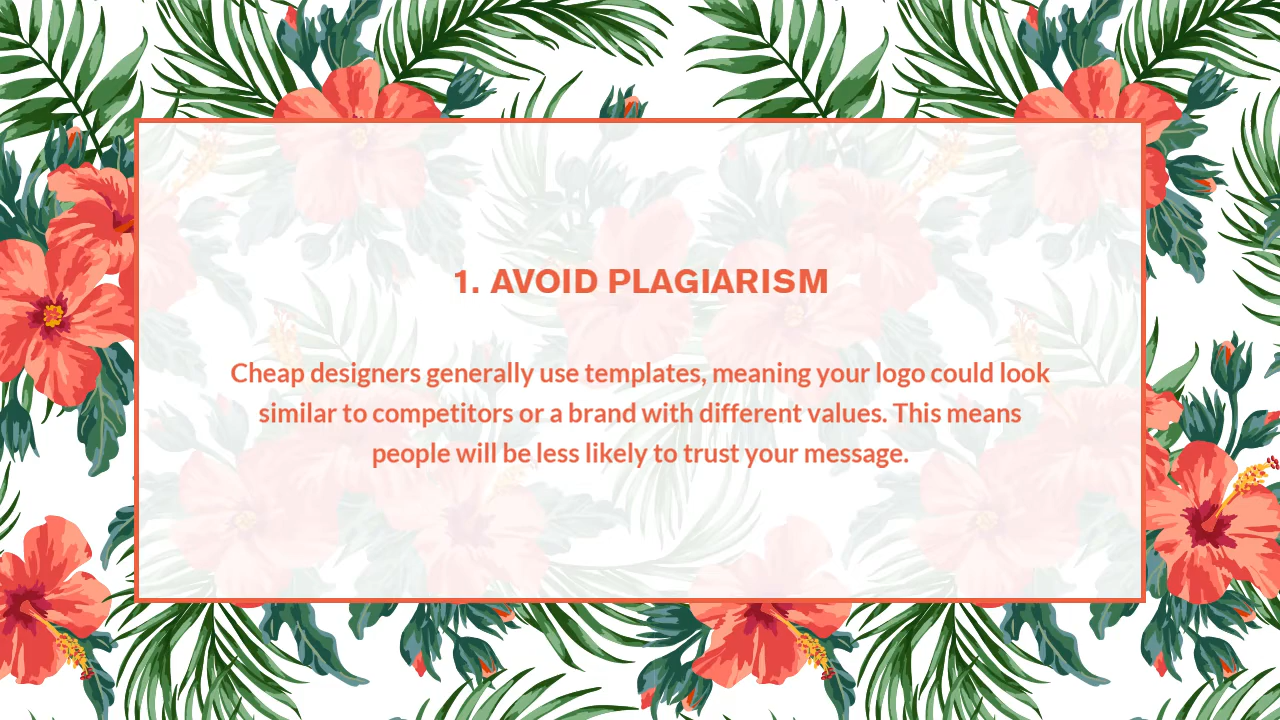 1. AVOID PLAGIARISM
Cheap designers generally use templates, meaning your logo could look
similar to competitors or a brand with different values. This means
people will be less likely to trust your message.